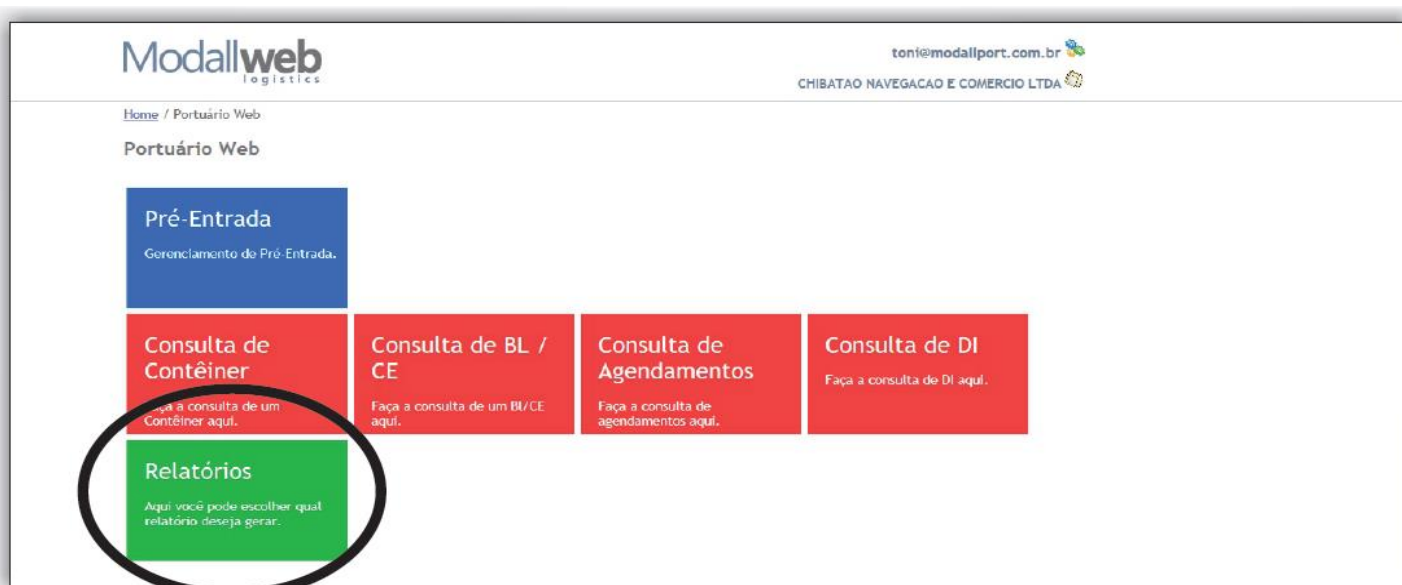 Modallweb
logistics
toni@modallport.com.br
CHIBATAO NAVEGACAO E COMERCIO LTDA
Home / Portuário Web
Portuário Web
Pré-Entrada
Gerenciamento de Pré-Entrada.
Consulta de
Contêiner
Faça a consulta de um
Contêiner aqui.
Consulta de BL /
CE
Faça a consulta de um BL/CE
aqui.
Consulta de
Agendamentos
Faça a consulta de
agendamentos aqui.
Consulta de DI
Faça a consulta de DI aqui.
Relatórios
Aqui você pode escolher qual
relatório deseja gerar.